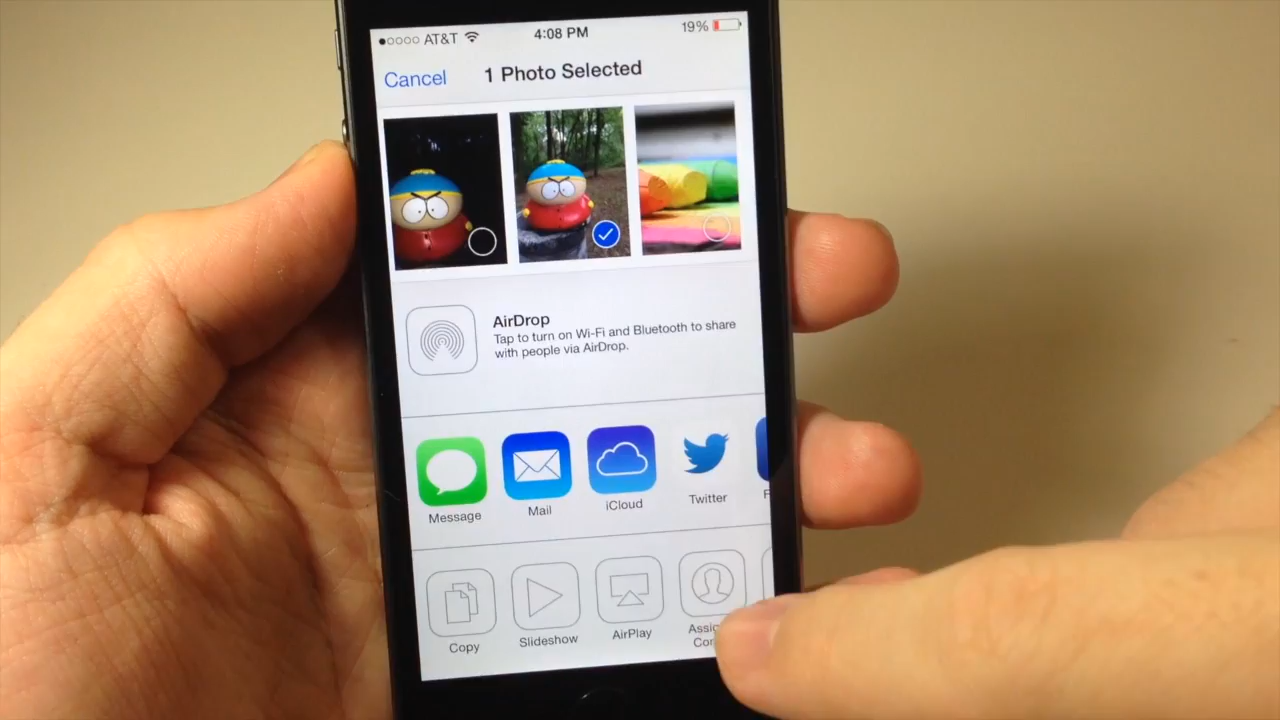 AT&T 4:08 PM 19%
Cancel 1 Photo Selected
AirDrop
Tap to turn on Wi-Fi and Bluetooth to share
with people via AirDrop.
Message Mail iCloud Twitter
Copy Slideshow AirPlay